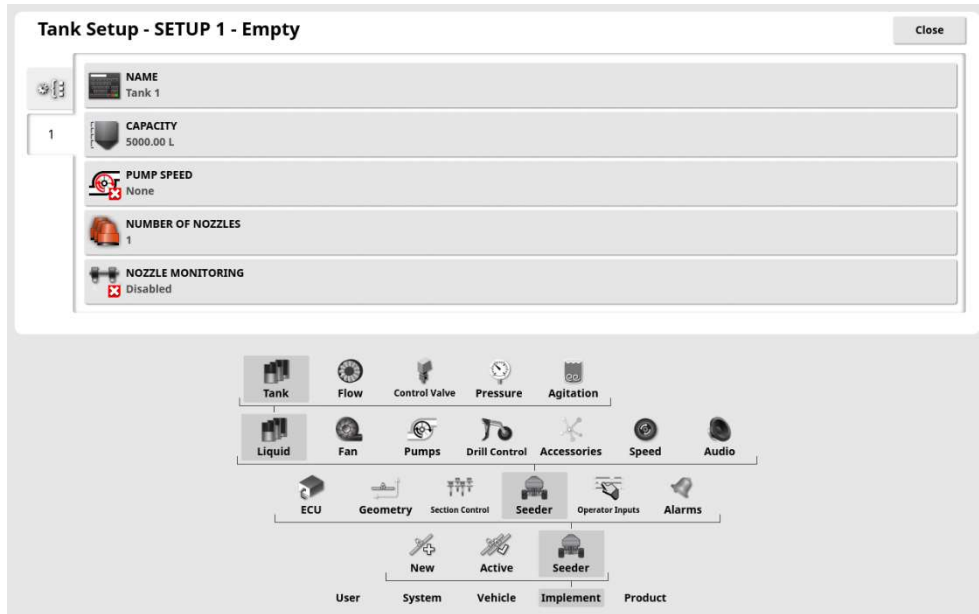 Tank Setup - SETUP 1 - Empty
Close
NAME
Tank 1
1
CAPACITY
5000.00 L
PUMP SPEED
None
NUMBER OF NOZZLES
1
NOZZLE MONITORING
Disabled
Tank Flow Control Valve Pressure Agitation
Liquid Fan Pumps Drill Control Accessories Speed Audio
ECU Geometry Section Control Seeder Operator Inputs Alarms
New Active Seeder
User System Vehicle Implement Product